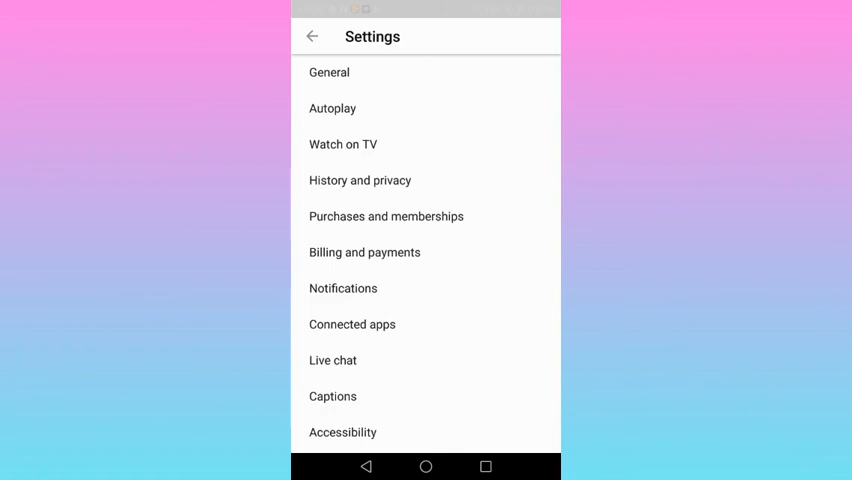 Settings
General
Autoplay
Watch on TV
History and privacy
Purchases and memberships
Billing and payments
Notifications
Connected apps
Live chat
Captions
Accessibility